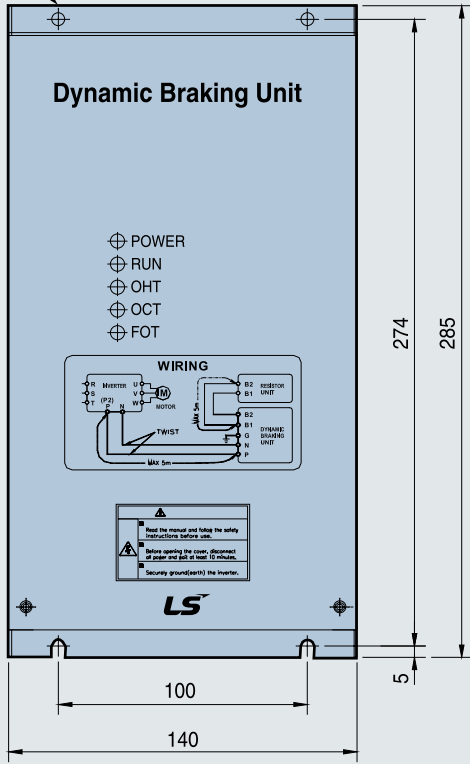 Dynamic Braking Unit
POWER
RUN
OHT
OCT
FOT
WIRING
R INVERTER U
S V M
T (P2) W MOTOR
P N
TWIST
MAX 5m
MAX 5m
B2 RESISTOR
B1 UNIT
B2
B1 DYNAMIC
G BRAKING
N UNIT
P
Read the manual and follow the safety
instructions before use.
Before opening the cover, disconnect
all power and wait at least 10 minutes.
Securely ground(earth) the inverter.
LS
274
285
5
100
140